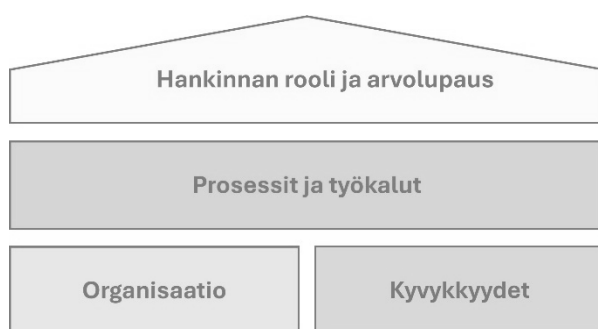 Hankinnan rooli ja arvolupaus
Prosessit ja työkalut
Organisaatio
Kyvykkyydet